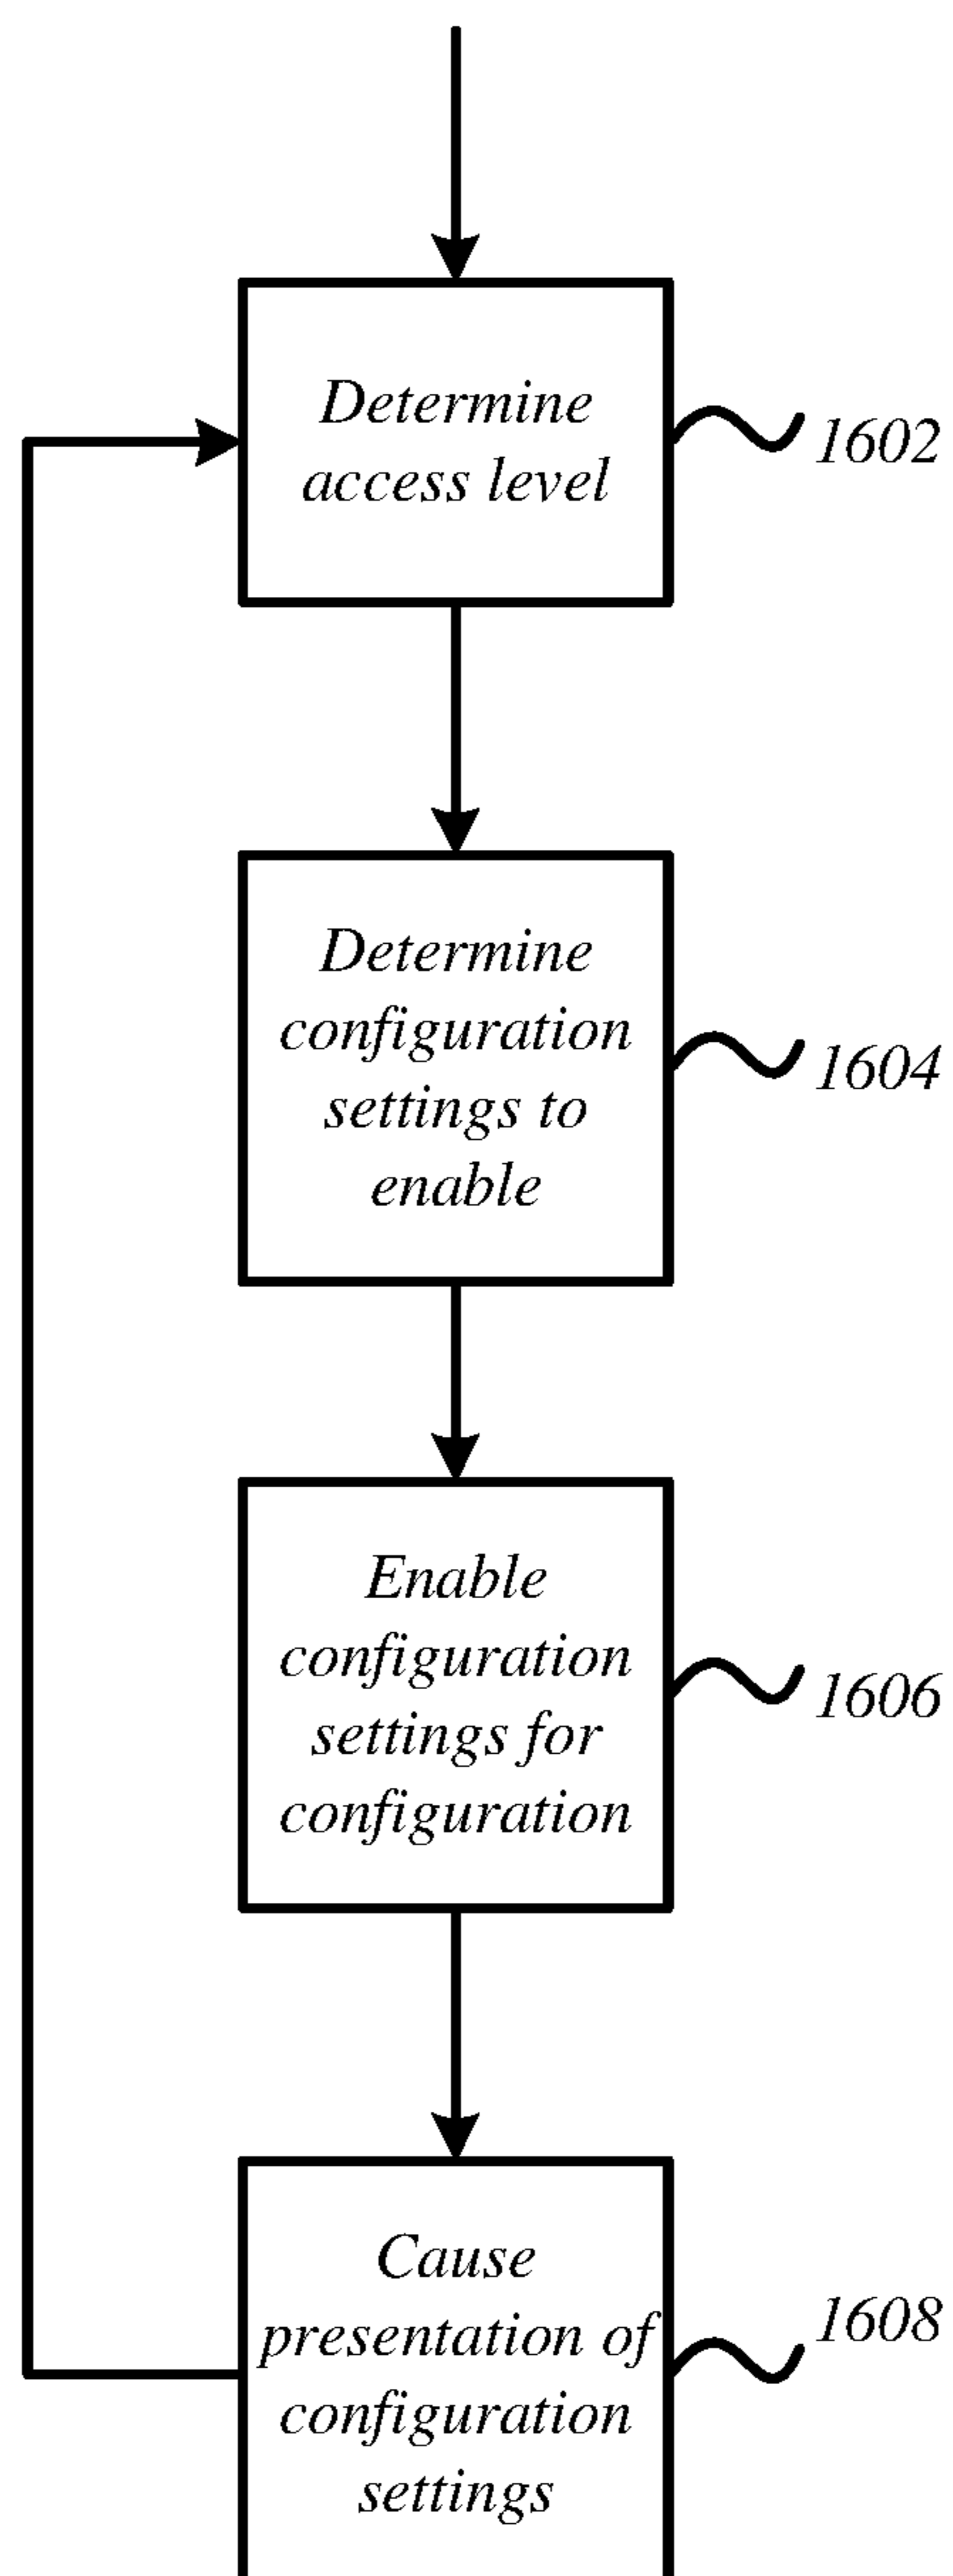 Determine
access level
1602
Determine
configuration
settings to
enable
1604
Enable
configuration
settings for
configuration
1606
Cause
presentation of
configuration
settings
1608